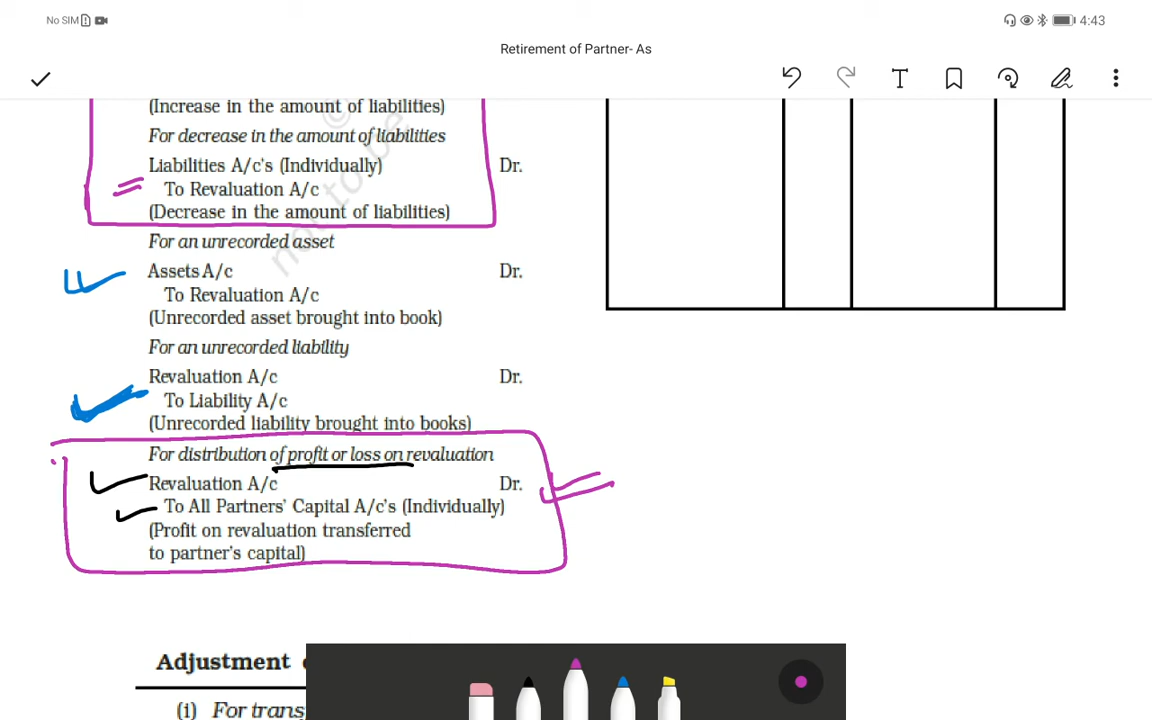 No SIM 4:43
Retirement of Partner- As
(Increase in the amount of liabilities)
For decrease in the amount of liabilities
Liabilities A/c's (Individually) Dr.
To Revaluation A/c
(Decrease in the amount of liabilities)
For an unrecorded asset
Assets A/c Dr.
To Revaluation A/c
(Unrecorded asset brought into book)
For an unrecorded liability
Revaluation A/c Dr.
To Liability A/c
(Unrecorded liability brought into books)
For distribution of profit or loss on revaluation
Revaluation A/c Dr.
To All Partners' Capital A/c's (Individually)
(Profit on revaluation transferred
to partner's capital)
Adjustment
(i) For trans
©
not to be